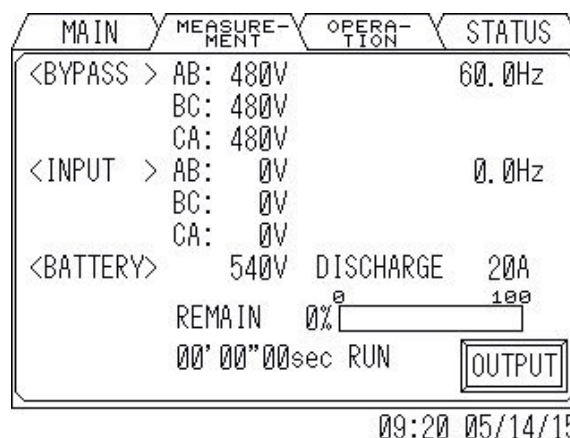 MAIN MEASURE-MENT OPERA-TION STATUS
<BYPASS > AB: 480V 60.0Hz
BC: 480V
CA: 480V
<INPUT > AB: 0V 0.0Hz
BC: 0V
CA: 0V
<BATTERY> 540V DISCHARGE 20A
0 100
REMAIN 0%
00' 00"00sec RUN OUTPUT
09:20 05/14/15